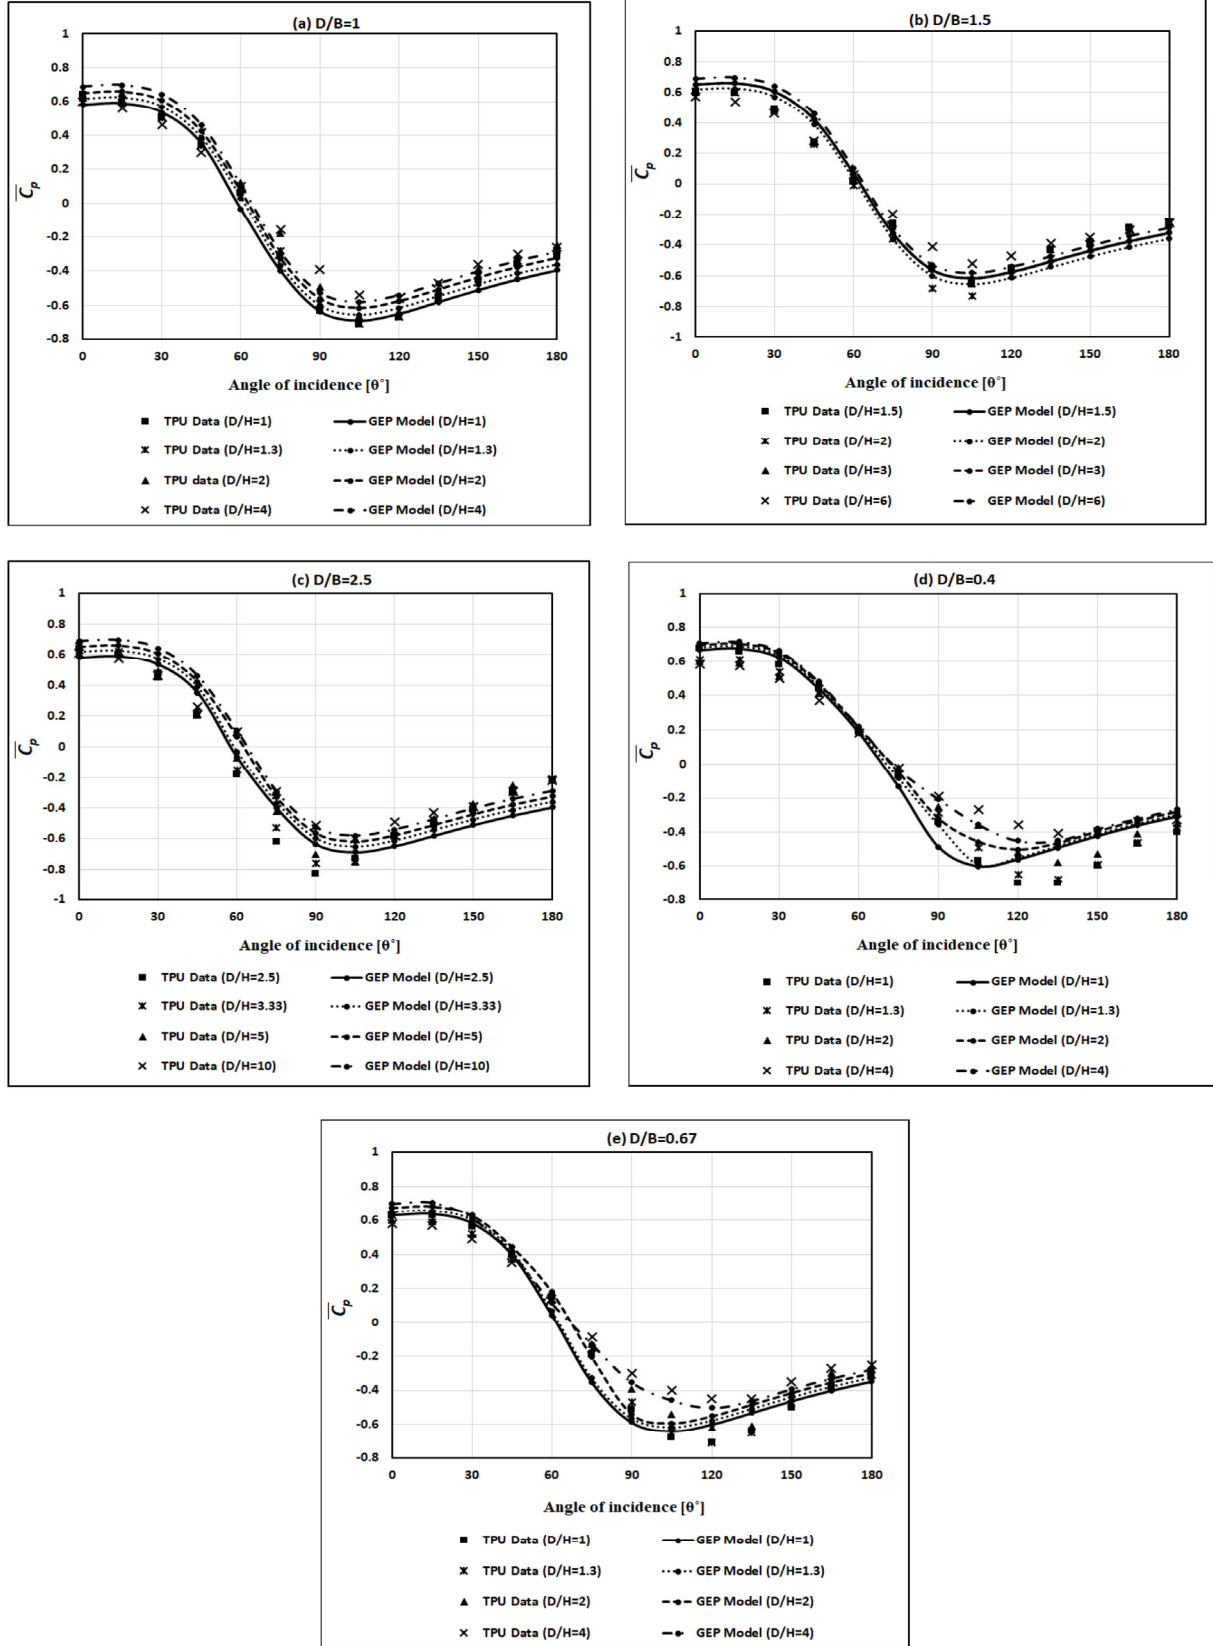 (a) D/B=1
1
0.8
0.6
0.4
0.2
0
-0.2
-0.4
-0.6
-0.8
C̅p
0 30 60 90 120 150 180
Angle of incidence [θ°]
TPU Data (D/H=1) GEP Model (D/H=1)
TPU Data (D/H=1.3) GEP Model (D/H=1.3)
TPU data (D/H=2) GEP Model (D/H=2)
TPU Data (D/H=4) GEP Model (D/H=4)
(b) D/B=1.5
1
0.8
0.6
0.4
0.2
0
-0.2
-0.4
-0.6
-0.8
-1
C̅p
0 30 60 90 120 150 180
Angle of incidence [θ°]
TPU Data (D/H=1.5) GEP Model (D/H=1.5)
TPU Data (D/H=2) GEP Model (D/H=2)
TPU Data (D/H=3) GEP Model (D/H=3)
TPU Data (D/H=6) GEP Model (D/H=6)
(c) D/B=2.5
1
0.8
0.6
0.4
0.2
0
-0.2
-0.4
-0.6
-0.8
-1
C̅p
0 30 60 90 120 150 180
Angle of incidence [θ°]
TPU Data (D/H=2.5) GEP Model (D/H=2.5)
TPU Data (D/H=3.33) GEP Model (D/H=3.33)
TPU Data (D/H=5) GEP Model (D/H=5)
TPU Data (D/H=10) GEP Model (D/H=10)
(d) D/B=0.4
1
0.8
0.6
0.4
0.2
0
-0.2
-0.4
-0.6
-0.8
C̅p
0 30 60 90 120 150 180
Angle of incidence [θ°]
TPU Data (D/H=1) GEP Model (D/H=1)
TPU Data (D/H=1.3) GEP Model (D/H=1.3)
TPU Data (D/H=2) GEP Model (D/H=2)
TPU Data (D/H=4) GEP Model (D/H=4)
(e) D/B=0.67
1
0.8
0.6
0.4
0.2
0
-0.2
-0.4
-0.6
-0.8
C̅p
0 30 60 90 120 150 180
Angle of incidence [θ°]
TPU Data (D/H=1) GEP Model (D/H=1)
TPU Data (D/H=1.3) GEP Model (D/H=1.3)
TPU Data (D/H=2) GEP Model (D/H=2)
TPU Data (D/H=4) GEP Model (D/H=4)